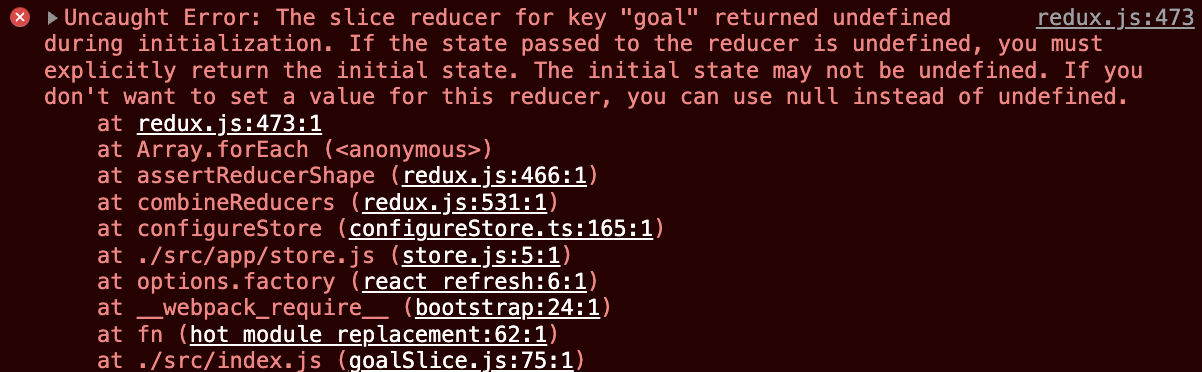 Uncaught Error: The slice reducer for key "goal" returned undefined redux.js:473
during initialization. If the state passed to the reducer is undefined, you must
explicitly return the initial state. The initial state may not be undefined. If you
don't want to set a value for this reducer, you can use null instead of undefined.
at redux.js:473:1
at Array.forEach (<anonymous>)
at assertReducerShape (redux.js:466:1)
at combineReducers (redux.js:531:1)
at configureStore (configureStore.ts:165:1)
at ./src/app/store.js (store.js:5:1)
at options.factory (react refresh:6:1)
at __webpack_require__ (bootstrap:24:1)
at fn (hot module replacement:62:1)
at ./src/index.js (goalSlice.js:75:1)